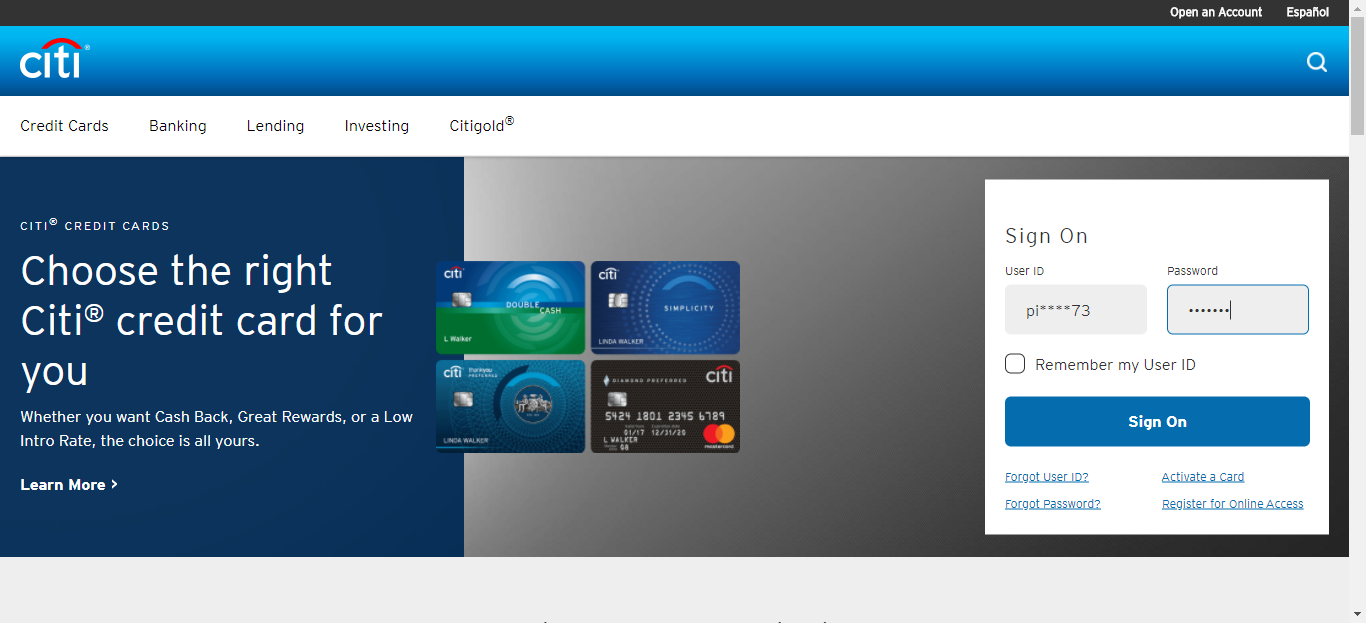 Open an Account
Español
citi®
Credit Cards
Banking
Lending
Investing
Citigold®
CITI® CREDIT CARDS
Choose the right
Citi® credit card for
you
Whether you want Cash Back, Great Rewards, or a Low
Intro Rate, the choice is all yours.
Learn More >
citi
DOUBLE
CASH
L Walker
citi
SIMPLICITY
LINDA WALKER
citi
thankyou
PREFERRED
LINDA WALKER
DIAMOND PREFERRED
citi
5424 1801 2345 6789
01/17 12/31/20
L WALKER
mastercard
Sign On
User ID
Password
pi****73
•••••••
Remember my User ID
Sign On
Forgot User ID?
Activate a Card
Forgot Password?
Register for Online Access